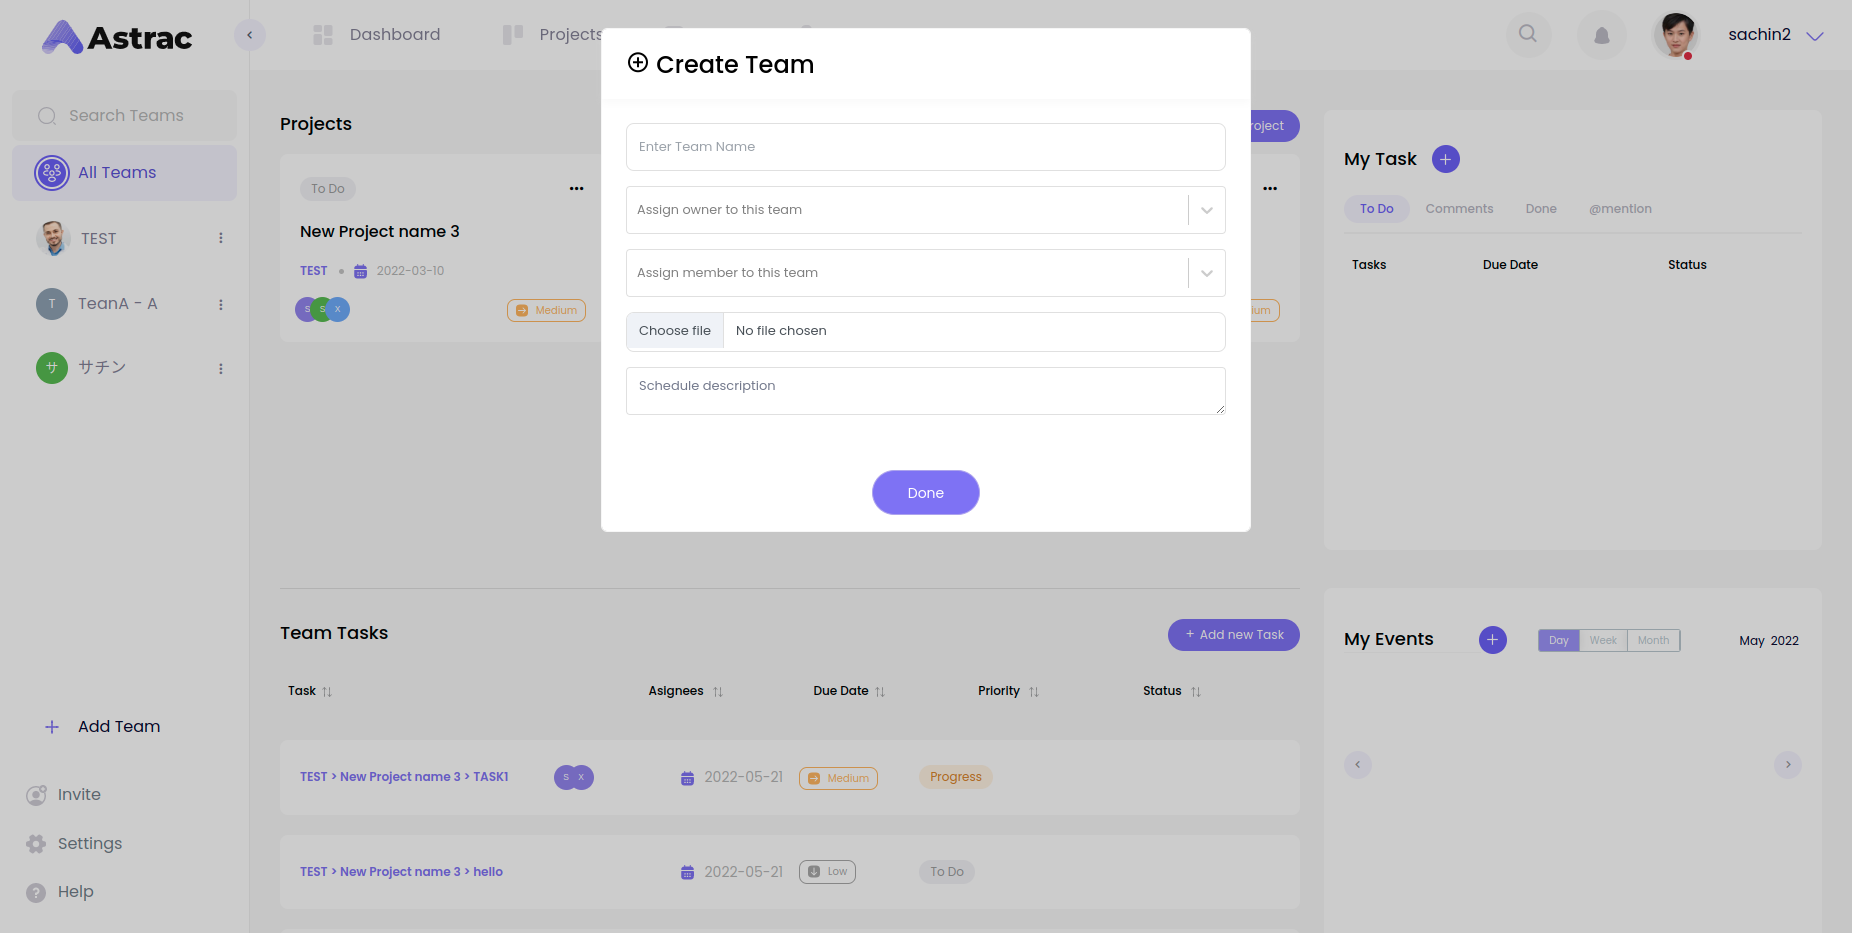 Astrac
Dashboard
Projects
sachin2
Search Teams
All Teams
TEST
T
TeanA - A
サ
サチン
+ Add Team
Invite
Settings
? Help
Projects
roject
To Do
•••
New Project name 3
TEST • 2022-03-10
S S X
Medium
•••
ium
Create Team
Enter Team Name
Assign owner to this team
Assign member to this team
Choose file No file chosen
Schedule description
Done
My Task +
To Do Comments Done @mention
Tasks Due Date Status
Team Tasks
+ Add new Task
Task Asignees Due Date Priority Status
TEST > New Project name 3 > TASK1 S X 2022-05-21 Medium Progress
TEST > New Project name 3 > hello 2022-05-21 Low To Do
My Events + Day Week Month May 2022